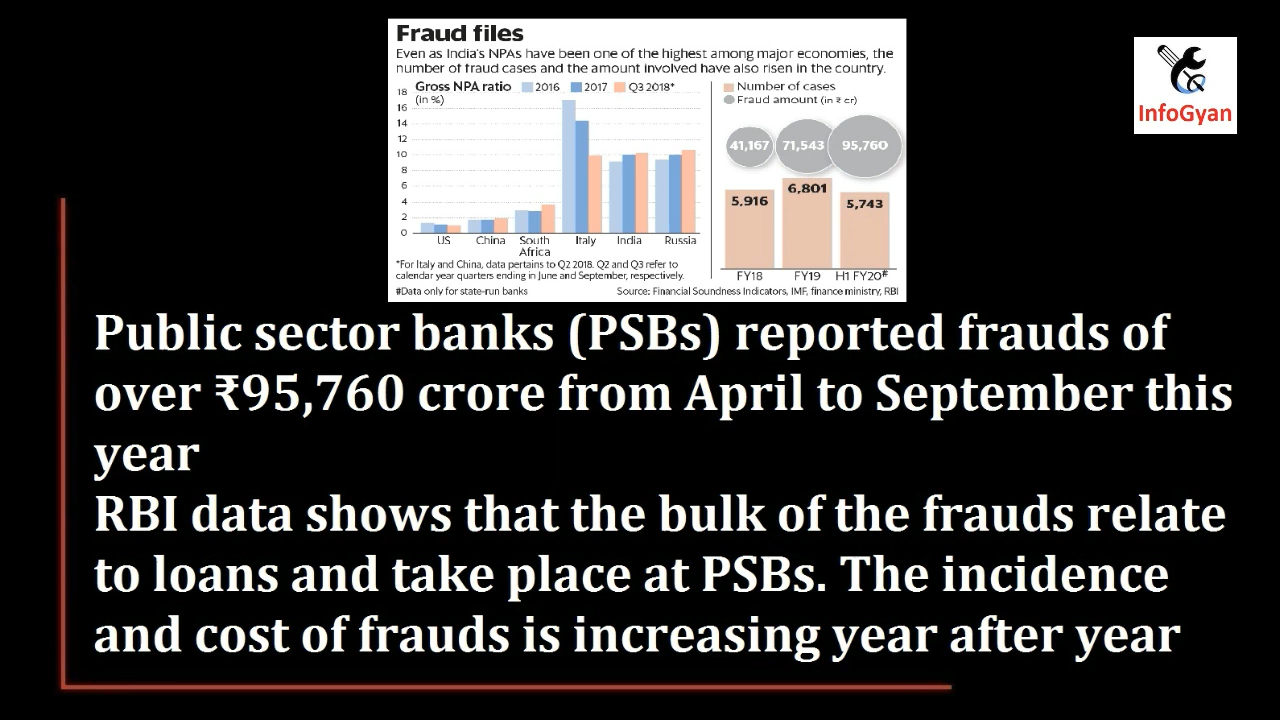 Fraud files
Even as India's NPAs have been one of the highest among major economies, the
number of fraud cases and the amount involved have also risen in the country.
Gross NPA ratio
(in %)
2016
2017
Q3 2018*
18
16
14
12
10
8
6
4
2
0
US
China
South
Africa
Italy
India
Russia
*For Italy and China, data pertains to Q2 2018. Q2 and Q3 refer to
calendar year quarters ending in June and September, respectively.
#Data only for state-run banks
Number of cases
Fraud amount (in ₹ cr)
41,167
71,543
95,760
5,916
6,801
5,743
FY18
FY19
H1 FY20#
Source: Financial Soundness Indicators, IMF, finance ministry, RBI
InfoGyan
Public sector banks (PSBs) reported frauds of
over ₹95,760 crore from April to September this
year
RBI data shows that the bulk of the frauds relate
to loans and take place at PSBs. The incidence
and cost of frauds is increasing year after year